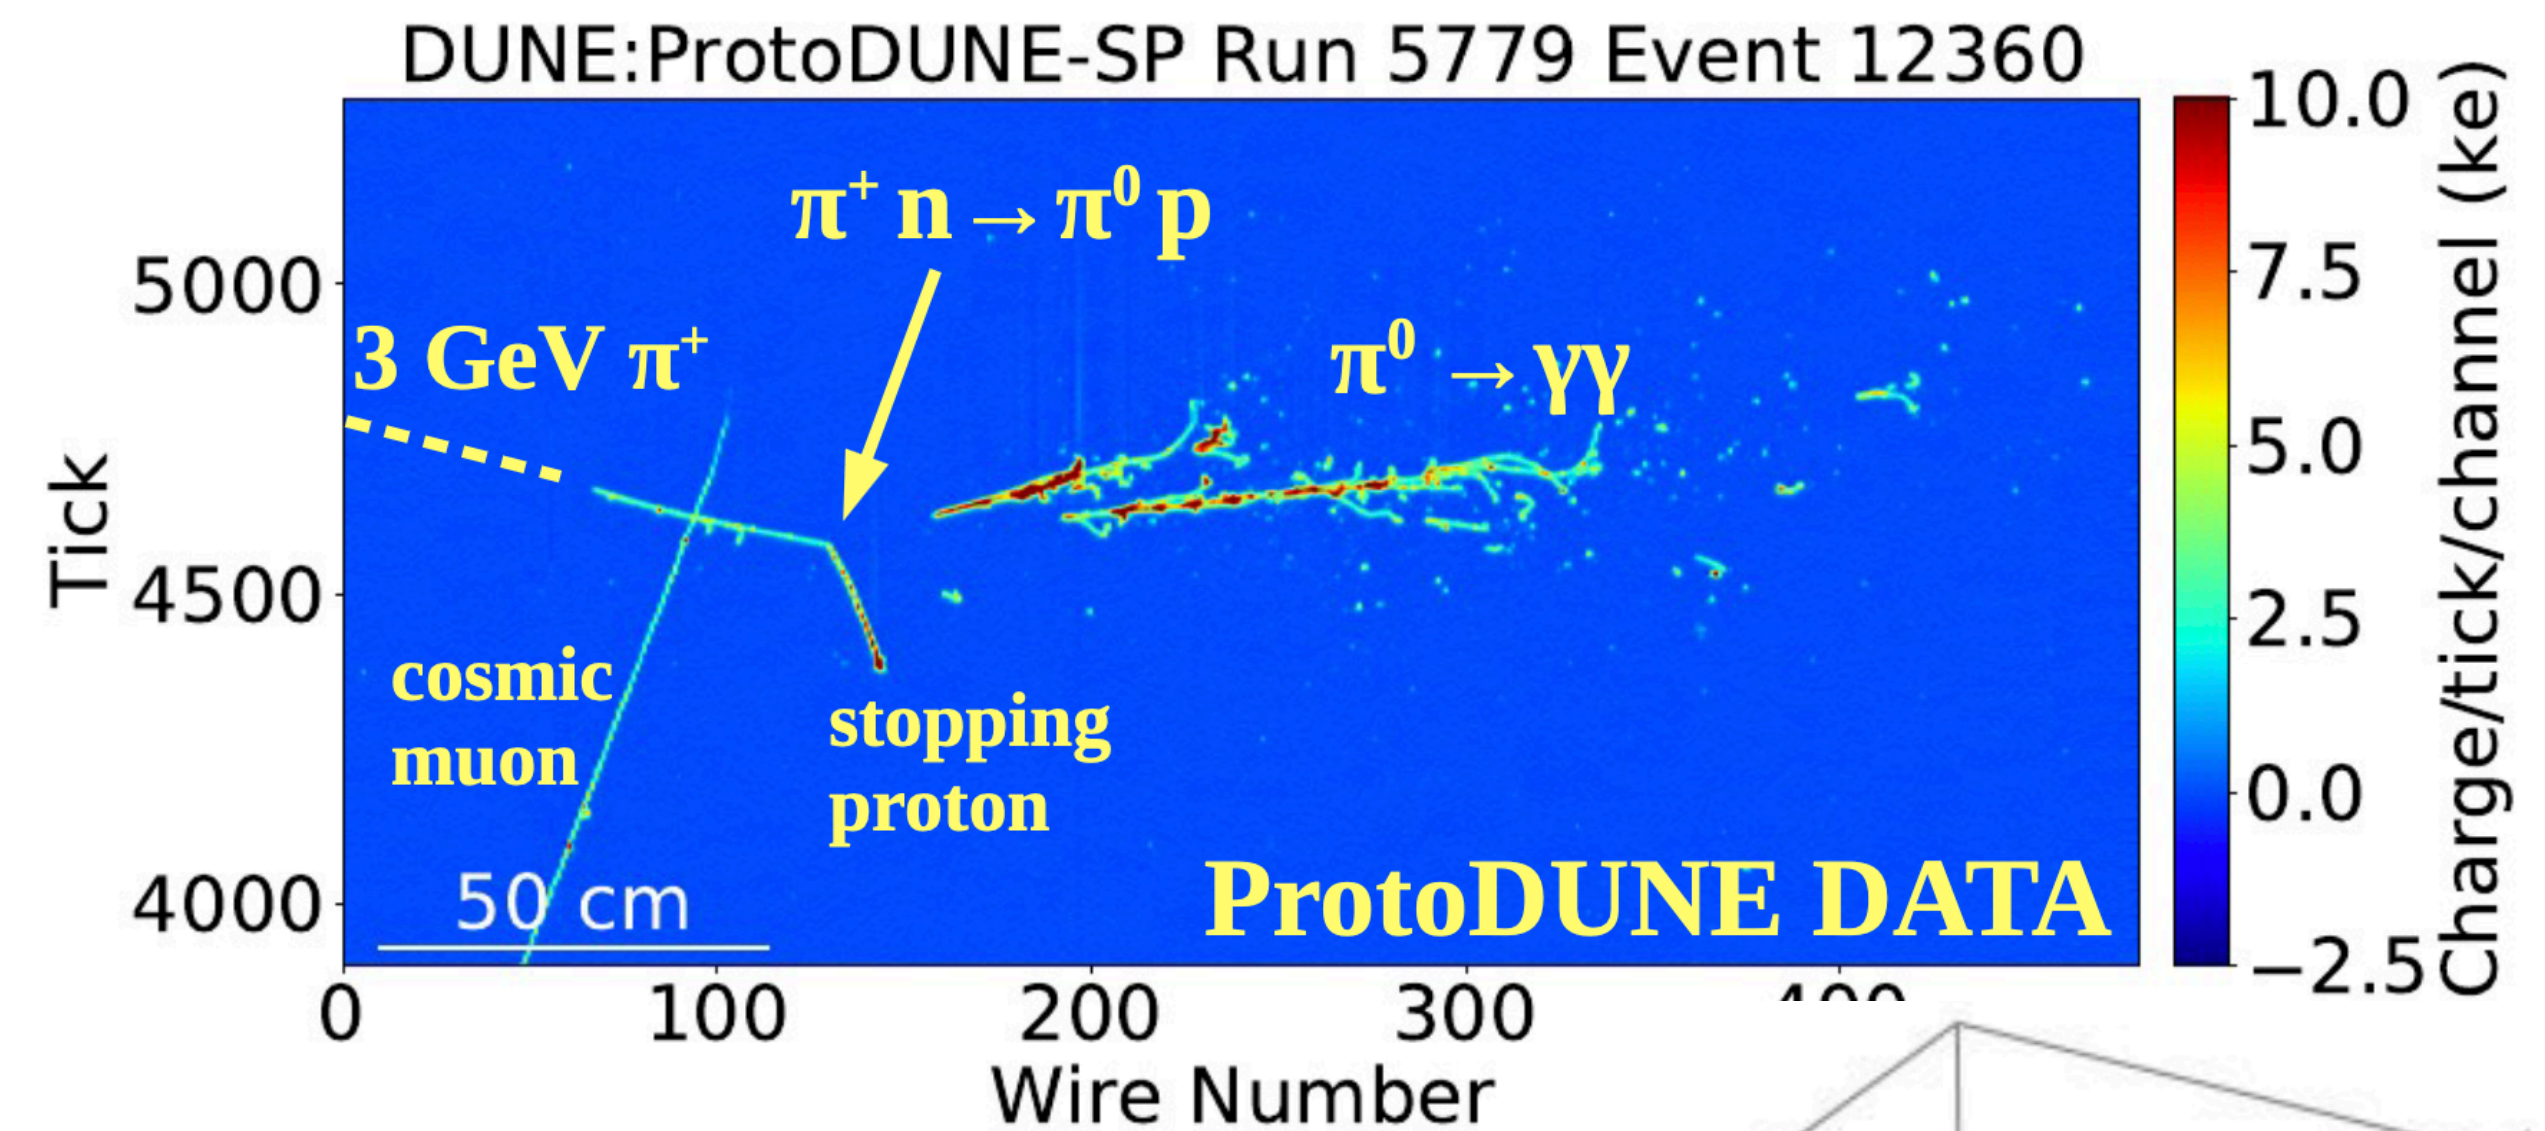 DUNE:ProtoDUNE-SP Run 5779 Event 12360
π⁺ n → π⁰ p
3 GeV π⁺
π⁰ → γγ
cosmic
muon
stopping
proton
50 cm
ProtoDUNE DATA
Tick
5000
4500
4000
0 100 200 300 400
Wire Number
10.0
7.5
5.0
2.5
0.0
−2.5
Charge/tick/channel (ke)